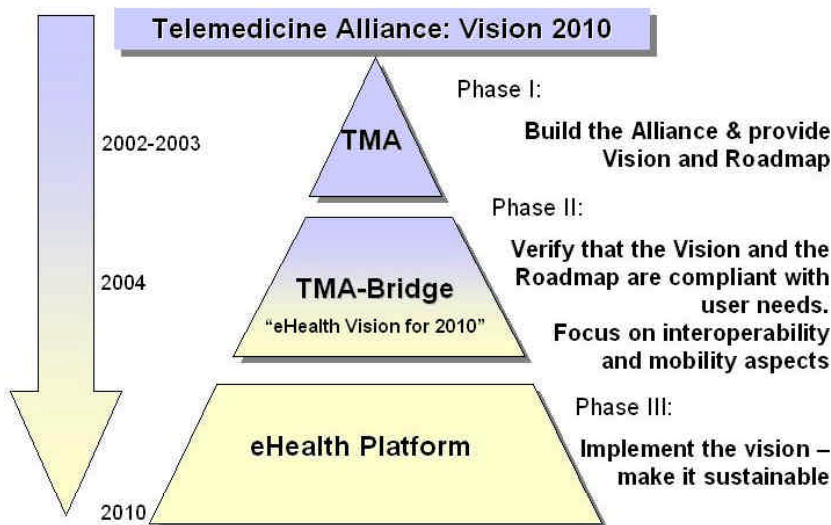 Telemedicine Alliance: Vision 2010
Phase I:
2002-2003
TMA
Build the Alliance & provide
Vision and Roadmap
Phase II:
2004
TMA-Bridge
“eHealth Vision for 2010”
Verify that the Vision and the
Roadmap are compliant with
user needs.
Focus on interoperability
and mobility aspects
Phase III:
eHealth Platform
Implement the vision –
make it sustainable
2010